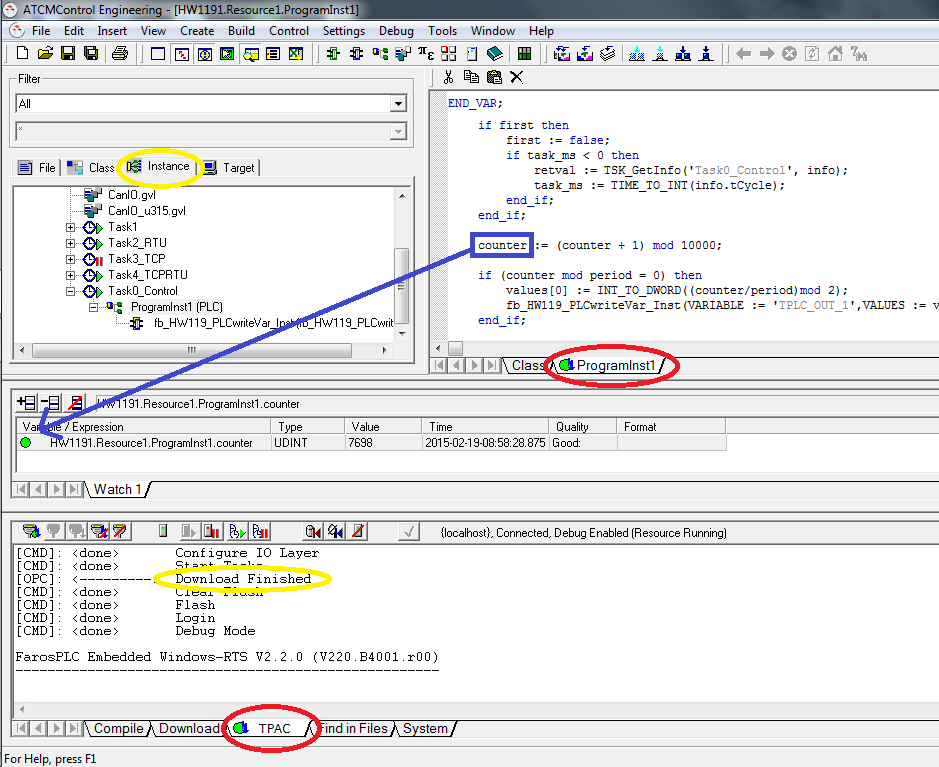 ATCMControl Engineering - [HW1191.Resource1.ProgramInst1]
File Edit Insert View Create Build Control Settings Debug Tools Window Help
Filter
All
*
File Class Instance Target
CanIO.gvl
CanIO_u315.gvl
Task1
Task2_RTU
Task3_TCP
Task4_TCPRTU
Task0_Control
ProgramInst1 (PLC)
fb_HW119_PLCwriteVar_Inst (fb_HW119_PLCwrit
END_VAR;
if first then
first := false;
if task_ms < 0 then
retval := TSK_GetInfo('Task0_Control', info);
task_ms := TIME_TO_INT(info.tCycle);
end_if;
end_if;
counter := (counter + 1) mod 10000;
if (counter mod period = 0) then
values[0] := INT_TO_DWORD((counter/period)mod 2);
fb_HW119_PLCwriteVar_Inst(VARIABLE := 'TPLC_OUT_1',VALUES := v
end_if;
Class ProgramInst1
HW1191.Resource1.ProgramInst1.counter
Variable / Expression Type Value Time Quality Format
HW1191.Resource1.ProgramInst1.counter UDINT 7698 2015-02-19-08:58:28.875 Good:
Watch 1
{localhost}, Connected, Debug Enabled (Resource Running)
[CMD]: <done> Configure IO Layer
[CMD]: <done> Start Tasks
[OPC]: <--------- Download Finished
[CMD]: <done> Clear Flash
[CMD]: <done> Flash
[CMD]: <done> Login
[CMD]: <done> Debug Mode
FarosPLC Embedded Windows-RTS V2.2.0 (V220.B4001.r00)
-----------------------------------------------------
Compile Download TPAC Find in Files System
For Help, press F1